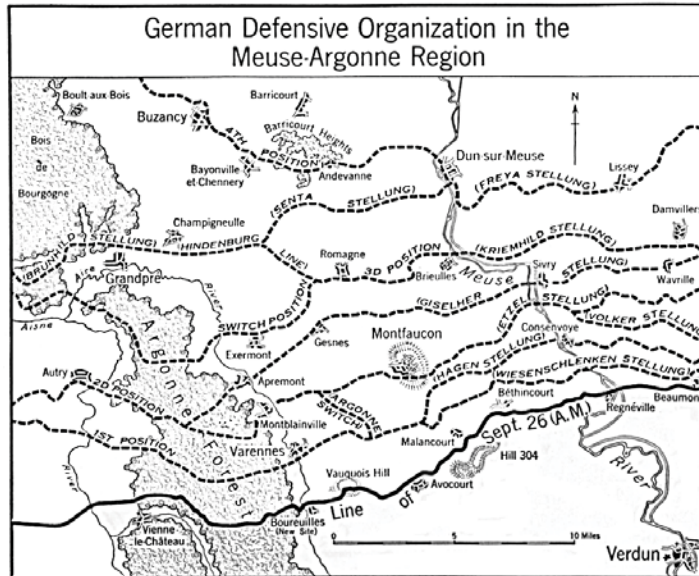 German Defensive Organization in the
Meuse-Argonne Region
Boult-aux-Bois
Buzancy
Barricourt
Barricourt Heights
N
Bois
de
Bourgogne
4TH
POSITION
Bayonville
et-Chennery
Andevanne
Dun-sur-Meuse
Lissey
(SENTA STELLUNG)
(FREYA STELLUNG)
Champigneulle
Damvillers
(BRUNHILD STELLUNG)
HINDENBURG
LINE)
Romagne
3D POSITION
(KRIEMHILD STELLUNG)
Grandpré
Aire
River
Brieulles
Meuse
Sivry
STELLUNG)
Wavrille
Aisne
SWITCH POSITION
(GISELHER
(ETZEL STELLUNG)
(VOLKER STELLUNG)
Exermont
Gesnes
Montfaucon
Consenvoye
Argonne
Forest
Autry
2D POSITION
Apremont
(HAGEN STELLUNG)
(WIESENSCHLENKEN STELLUNG)
Montblainville
(ARGONNE
SWITCH)
Béthincourt
Beaumont
1ST POSITION
Varennes
Malancourt
Regnéville
Line of Sept. 26 (A.M.)
River
Vauquois Hill
Avocourt
Hill 304
River
Vienne
le-Château
Boureuilles
(New Site)
0 5 10 Miles
Verdun